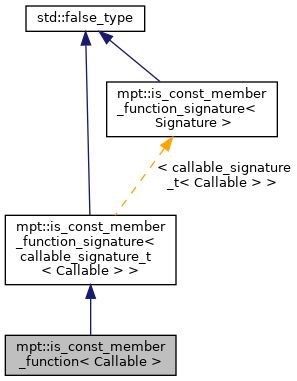 std::false_type
mpt::is_const_member
_function_signature<
Signature >
< callable_signature
_t< Callable > >
mpt::is_const_member
_function_signature<
callable_signature_t
< Callable > >
mpt::is_const_member
_function< Callable >